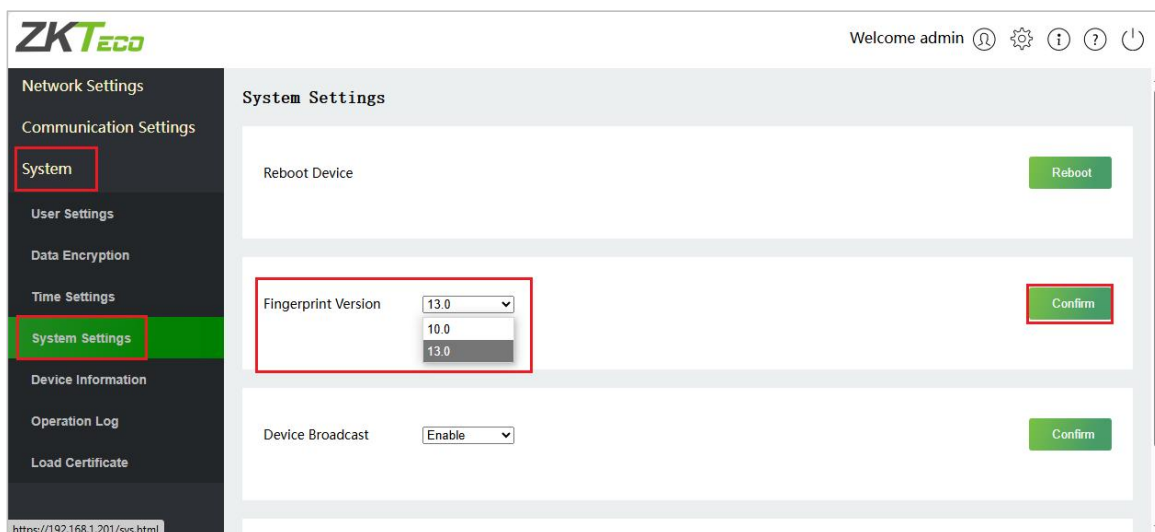 ZKTECO
Welcome admin
Network Settings
Communication Settings
System
User Settings
Data Encryption
Time Settings
System Settings
Device Information
Operation Log
Load Certificate
https://192.168.1.201/sys.html
System Settings
Reboot Device
Reboot
Fingerprint Version
13.0
10.0
13.0
Confirm
Device Broadcast
Enable
Confirm